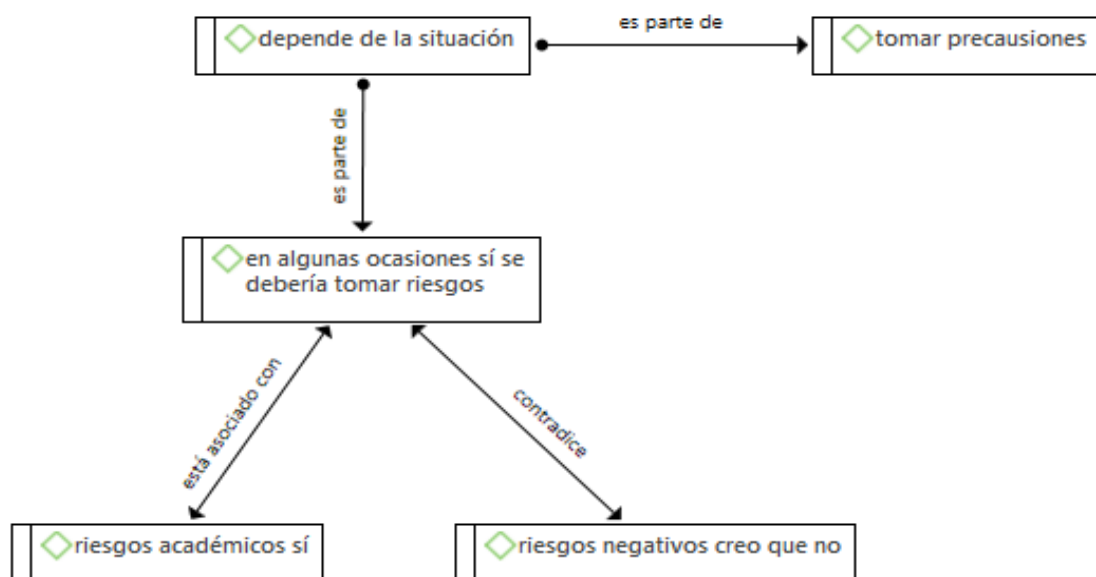 es parte de
depende de la situación
tomar precausiones
es parte de
en algunas ocasiones sí se
debería tomar riesgos
está asociado con
contradice
riesgos académicos sí
riesgos negativos creo que no